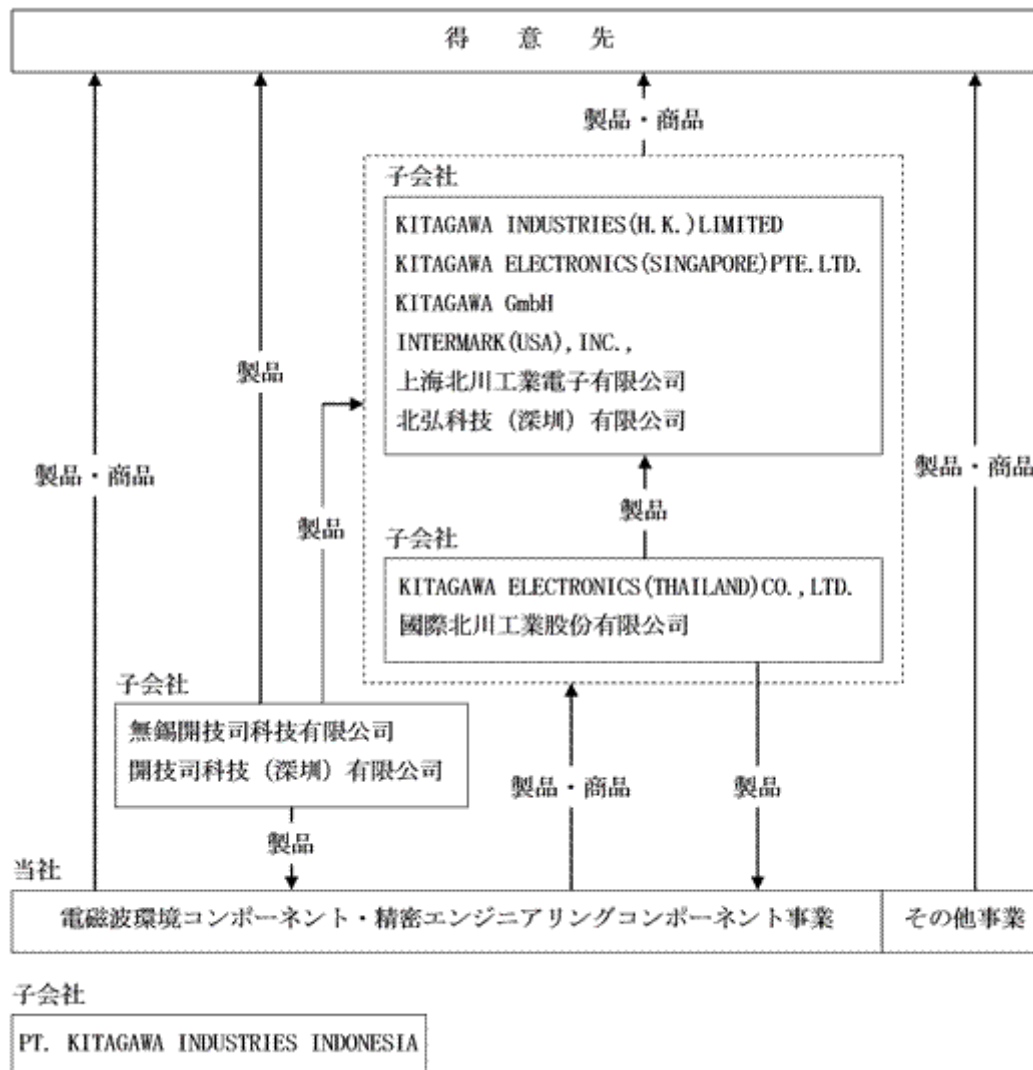 得 意 先
製品・商品
子会社
KITAGAWA INDUSTRIES(H.K.)LIMITED
KITAGAWA ELECTRONICS(SINGAPORE)PTE.LTD.
KITAGAWA GmbH
INTERMARK(USA),INC.,
上海北川工業電子有限公司
北弘科技（深圳）有限公司
製品
製品・商品
製品・商品
製品
製品
子会社
KITAGAWA ELECTRONICS(THAILAND)CO.,LTD.
國際北川工業股份有限公司
子会社
無錫開技司科技有限公司
開技司科技（深圳）有限公司
製品・商品
製品
製品
当社
電磁波環境コンポーネント・精密エンジニアリングコンポーネント事業
その他事業
子会社
PT. KITAGAWA INDUSTRIES INDONESIA